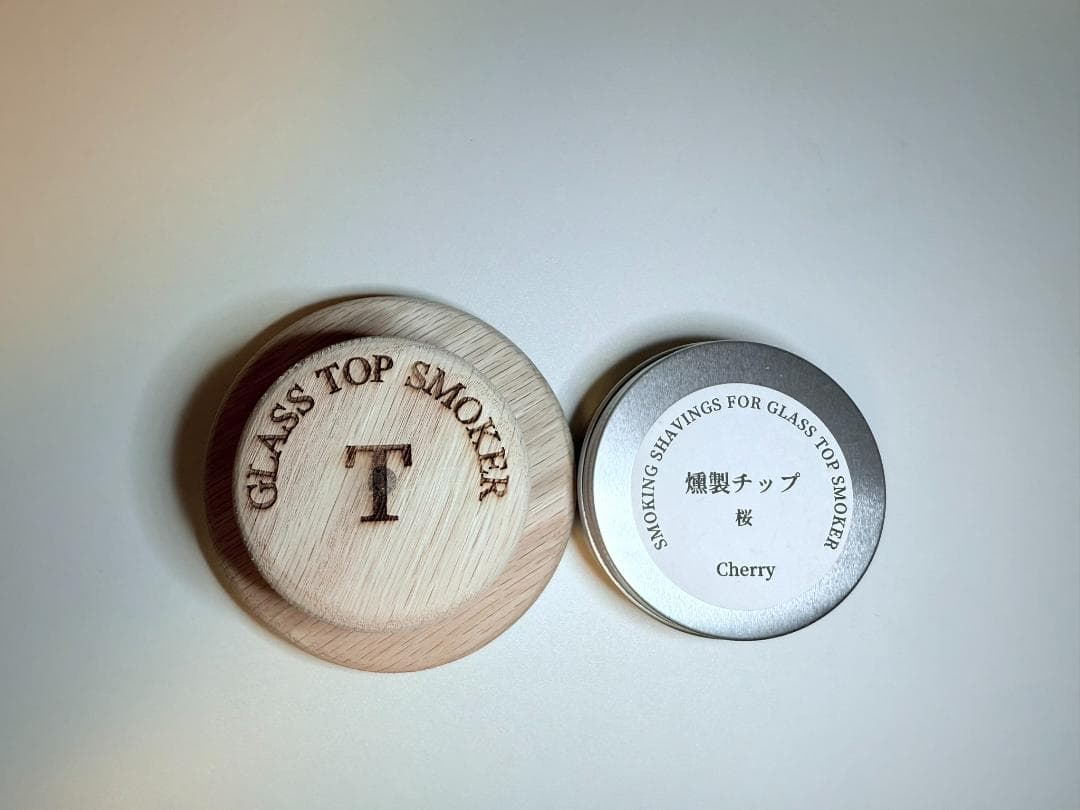 GLASS TOP SMOKER
T
SMOKING SHAVINGS FOR GLASS TOP SMOKER
燻製チップ
桜
Cherry